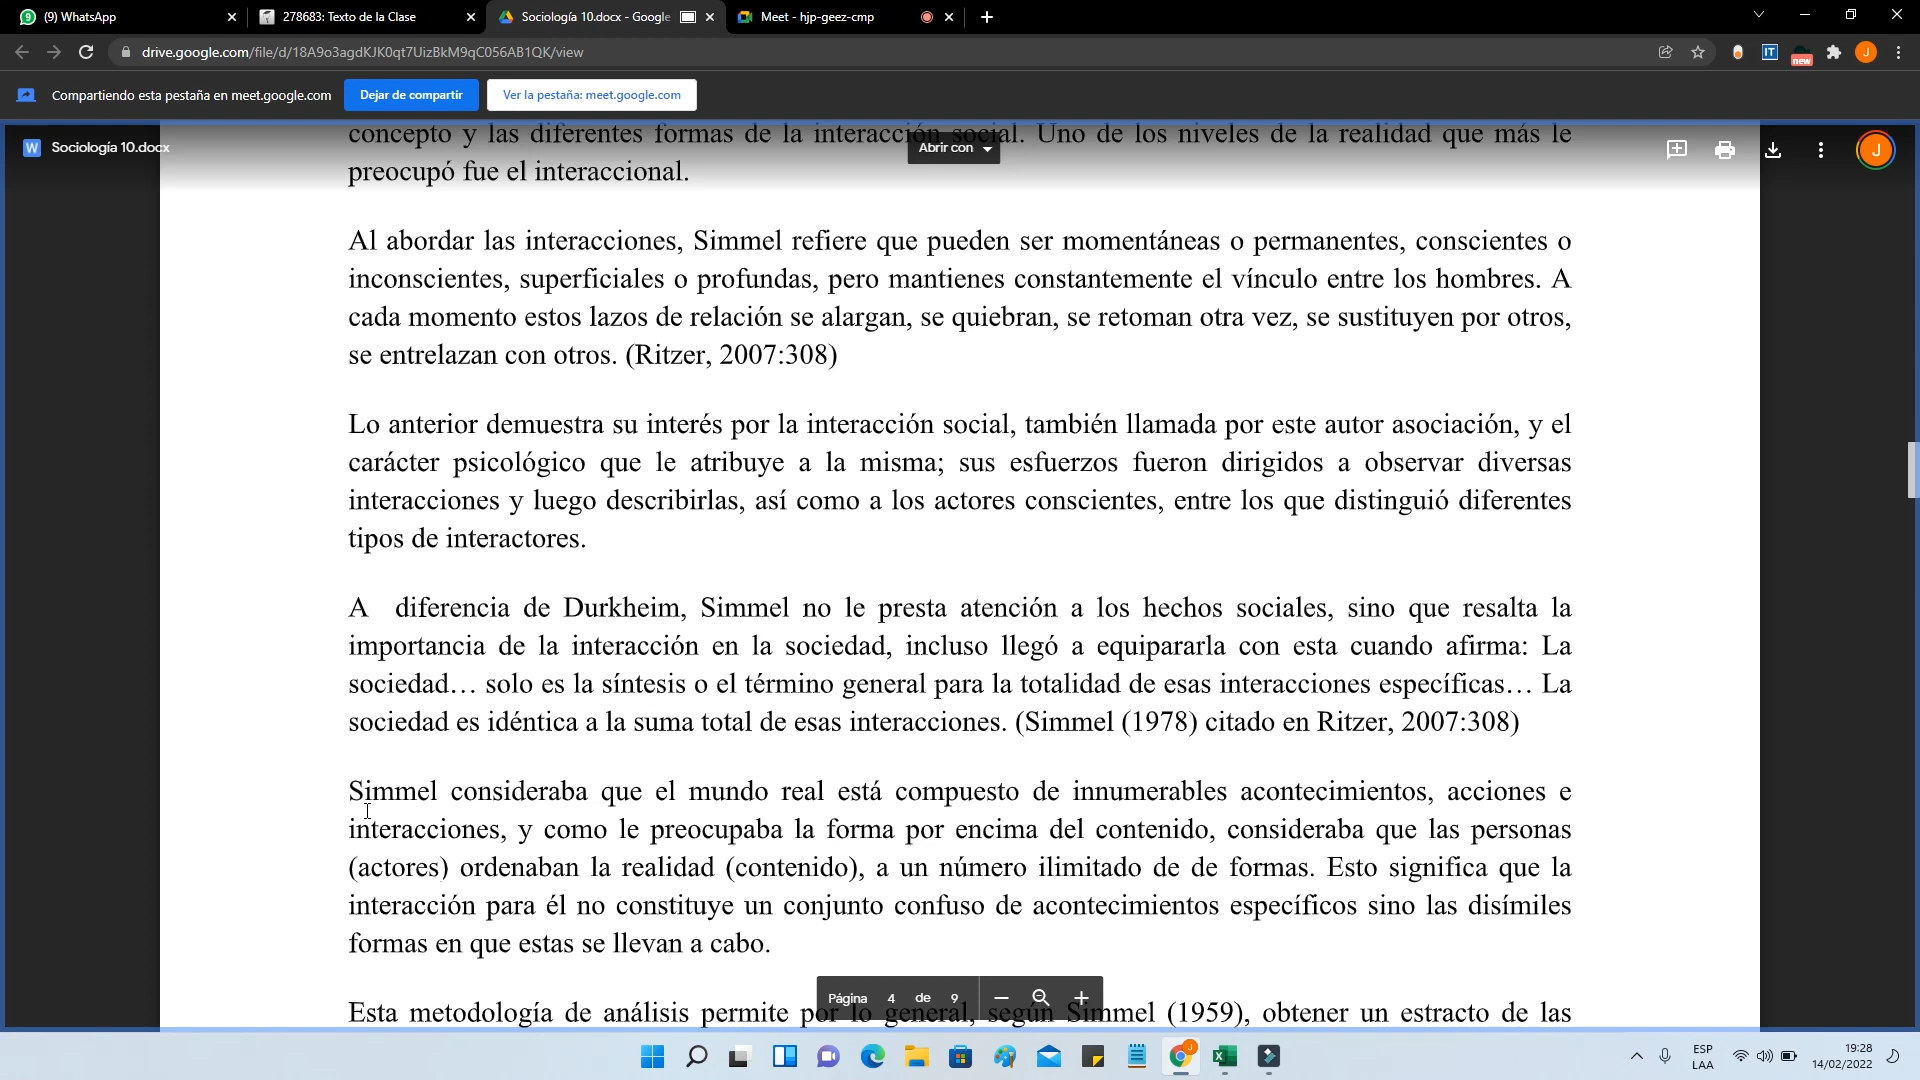 (9) WhatsApp
278683: Texto de la Clase
Sociología 10.docx - Google
Meet - hjp-geez-cmp
drive.google.com/file/d/18A9o3agdKJK0qt7UizBkM9qC056AB1QK/view
IT
new
J
Compartiendo esta pestaña en meet.google.com
Dejar de compartir
Ver la pestaña: meet.google.com
W
Sociología 10.docx
Abrir con
J
concepto y las diferentes formas de la interacción social. Uno de los niveles de la realidad que más le
preocupó fue el interaccional.
Al abordar las interacciones, Simmel refiere que pueden ser momentáneas o permanentes, conscientes o
inconscientes, superficiales o profundas, pero mantienes constantemente el vínculo entre los hombres. A
cada momento estos lazos de relación se alargan, se quiebran, se retoman otra vez, se sustituyen por otros,
se entrelazan con otros. (Ritzer, 2007:308)
Lo anterior demuestra su interés por la interacción social, también llamada por este autor asociación, y el
carácter psicológico que le atribuye a la misma; sus esfuerzos fueron dirigidos a observar diversas
interacciones y luego describirlas, así como a los actores conscientes, entre los que distinguió diferentes
tipos de interactores.
A diferencia de Durkheim, Simmel no le presta atención a los hechos sociales, sino que resalta la
importancia de la interacción en la sociedad, incluso llegó a equipararla con esta cuando afirma: La
sociedad… solo es la síntesis o el término general para la totalidad de esas interacciones específicas… La
sociedad es idéntica a la suma total de esas interacciones. (Simmel (1978) citado en Ritzer, 2007:308)
Simmel consideraba que el mundo real está compuesto de innumerables acontecimientos, acciones e
interacciones, y como le preocupaba la forma por encima del contenido, consideraba que las personas
(actores) ordenaban la realidad (contenido), a un número ilimitado de de formas. Esto significa que la
interacción para él no constituye un conjunto confuso de acontecimientos específicos sino las disímiles
formas en que estas se llevan a cabo.
Página 4 de 9
Esta metodología de análisis permite por lo general, según Simmel (1959), obtener un estracto de las
J
ESP
LAA
19:28
14/02/2022